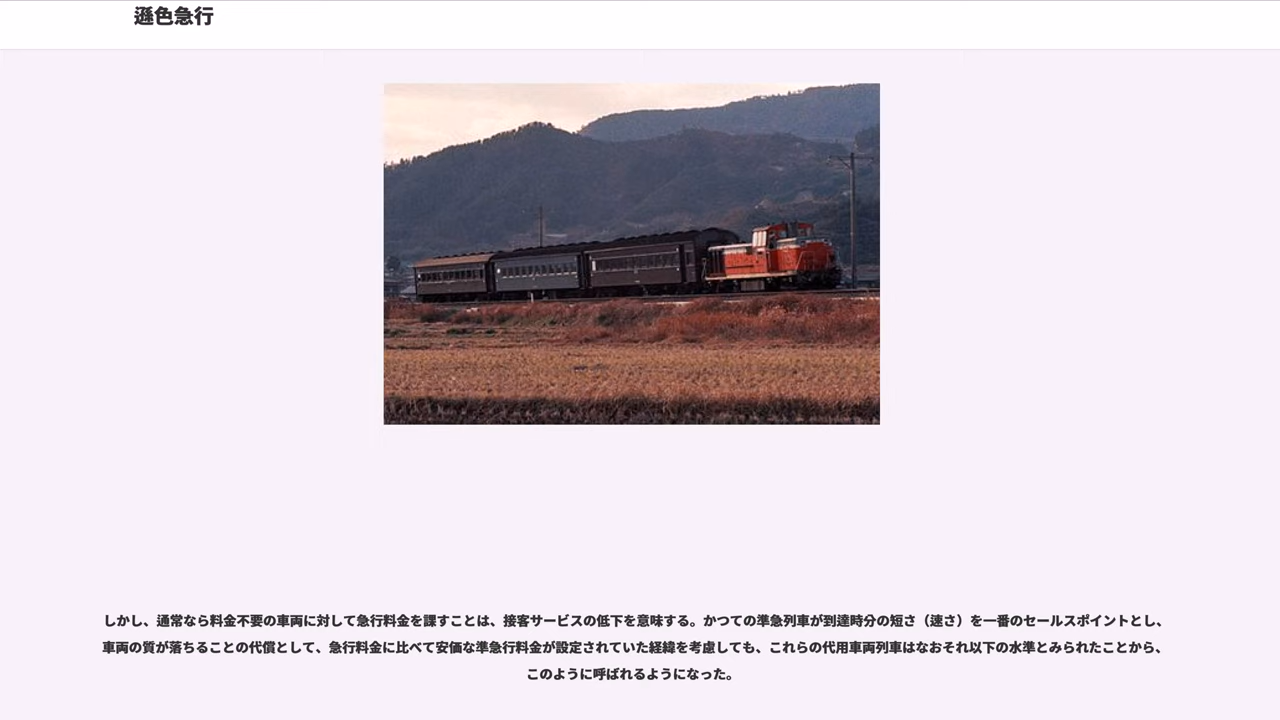 遜色急行
しかし、通常なら料金不要の車両に対して急行料金を課すことは、接客サービスの低下を意味する。かつての準急列車が到達時分の短さ（速さ）を一番のセールスポイントとし、
車両の質が落ちることの代償として、急行料金に比べて安価な準急行料金が設定されていた経緯を考慮しても、これらの代用車両列車はなおそれ以下の水準とみられたことから、
このように呼ばれるようになった。